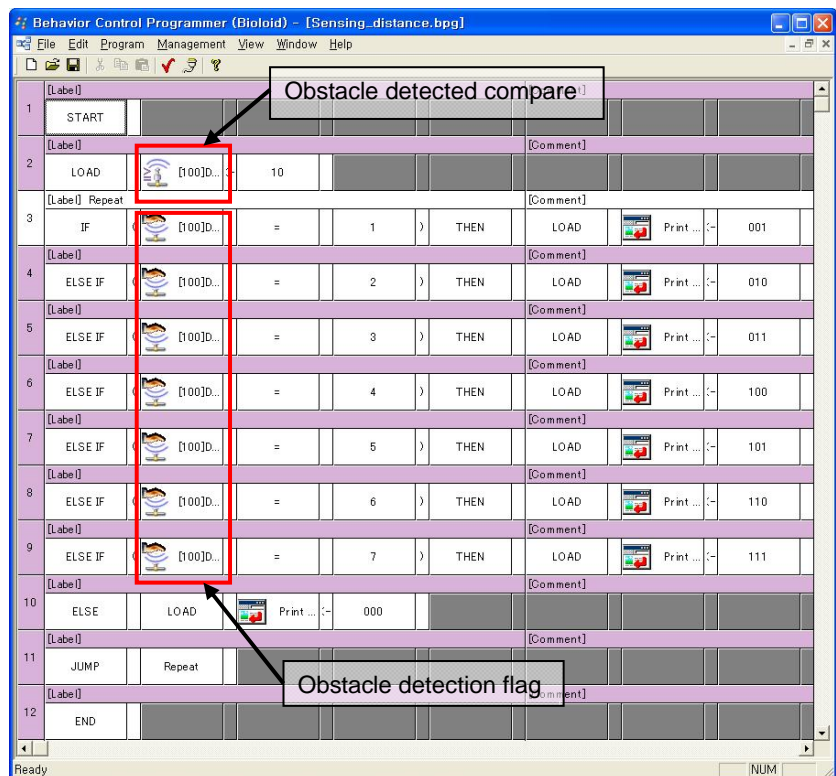 Behavior Control Programmer (Bioloid) - [Sensing_distance.bpg]
File Edit Program Management View Window Help
Obstacle detected compare
[Label]
1 START
[Label] [Comment]
2 LOAD [100]D... <- 10
[Label] Repeat [Comment]
3 IF ( [100]D... = 1 ) THEN LOAD Print ... <- 001
[Label] [Comment]
4 ELSE IF ( [100]D... = 2 ) THEN LOAD Print ... <- 010
[Label] [Comment]
5 ELSE IF ( [100]D... = 3 ) THEN LOAD Print ... <- 011
[Label] [Comment]
6 ELSE IF ( [100]D... = 4 ) THEN LOAD Print ... <- 100
[Label] [Comment]
7 ELSE IF ( [100]D... = 5 ) THEN LOAD Print ... <- 101
[Label] [Comment]
8 ELSE IF ( [100]D... = 6 ) THEN LOAD Print ... <- 110
[Label] [Comment]
9 ELSE IF ( [100]D... = 7 ) THEN LOAD Print ... <- 111
[Label] [Comment]
10 ELSE LOAD Print ... <- 000
[Label] [Comment]
11 JUMP Repeat
Obstacle detection flag
[Label] [Comment]
12 END
Ready NUM